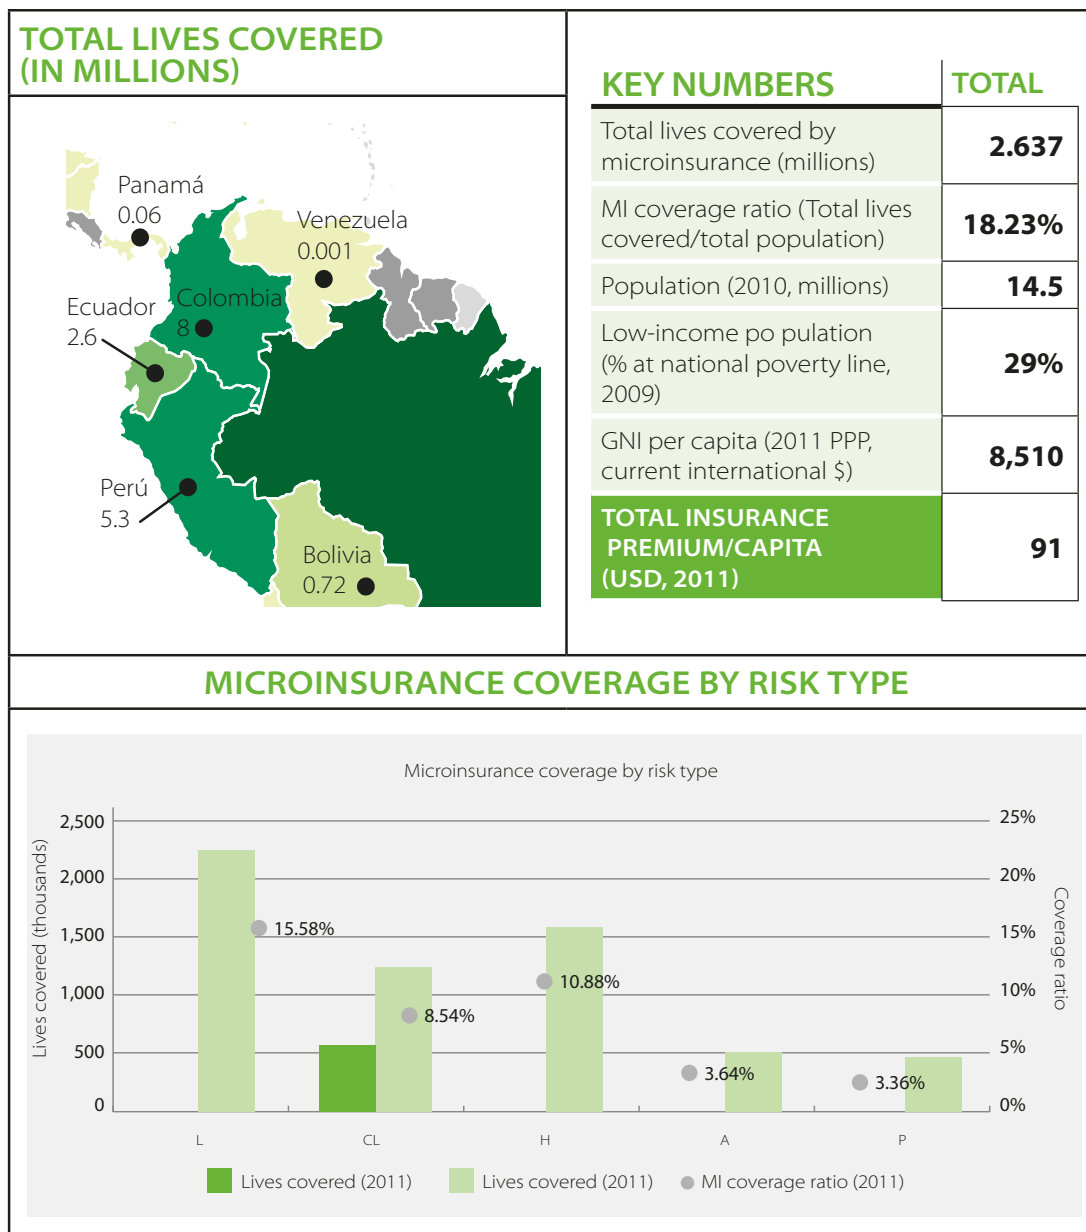 TOTAL LIVES COVERED
(IN MILLIONS)
Panamá
0.06
Venezuela
0.001
Ecuador
2.6
Colombia
8
Perú
5.3
Bolivia
0.72
KEY NUMBERS TOTAL
Total lives covered by
microinsurance (millions)
2.637
MI coverage ratio (Total lives
covered/total population)
18.23%
Population (2010, millions)
14.5
Low-income po pulation
(% at national poverty line,
2009)
29%
GNI per capita (2011 PPP,
current international $)
8,510
TOTAL INSURANCE
PREMIUM/CAPITA
(USD, 2011)
91
MICROINSURANCE COVERAGE BY RISK TYPE
Microinsurance coverage by risk type
Lives covered (thousands)
2,500
2,000
1,500
1,000
500
0
15.58%
8.54%
10.88%
3.64%
3.36%
25%
20%
15%
10%
5%
0%
Coverage ratio
L CL H A P
Lives covered (2011) Lives covered (2011) MI coverage ratio (2011)